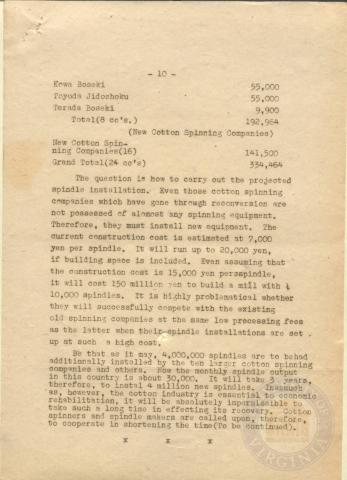 - 10 -
Kowa Boseki 55,000
Toyoda Jidoshoku 55,000
Terada Boseki 9,900
Total(8 cc's.) 192,964
(New Cotton Spinning Companies)
New Cotton Spin-
ning Companies(16) 141,500
Grand Total(24 cc's) 334,464
The question is how to carry out the projected
spindle installation. Even those cotton spinning
companies which have gone through reconversion are
not possessed of alomost any spinning equipment.
Therefore, they must install new equipment. The
current construction cost is estimated at 7,000
yen per spindle. It will run up to 20,000 yen,
if building space is included. Even assuming that
the construction cost is 15,000 yen perspindle,
it will cost 150 million yen to build a mill with
10,000 spindles. It is highly problematical whether
they will successfully compete with the existing
old spinning companies at the same low processing fees
as the latter when their spindle installations are set
up at such a high cost.
Be that as it may, 4,000,000 spindles are to behad
additionally installed by the ten larger cotton spinning
companies and others. Now the monthly spindle output
in this country is about 30,000. It will take 3 years,
therefore, to instal 4 million new spindles. Inasmuch
as, however, the cotton industry is essential to economic
rehabilitation, it will be absolutely impermissible to
take such a long time in effecting its recovery. Cotton
spinners and spindle makers are called upon, therefore,
to cooperate in shortening the time(To be continued).
x x x
VIRGINIA